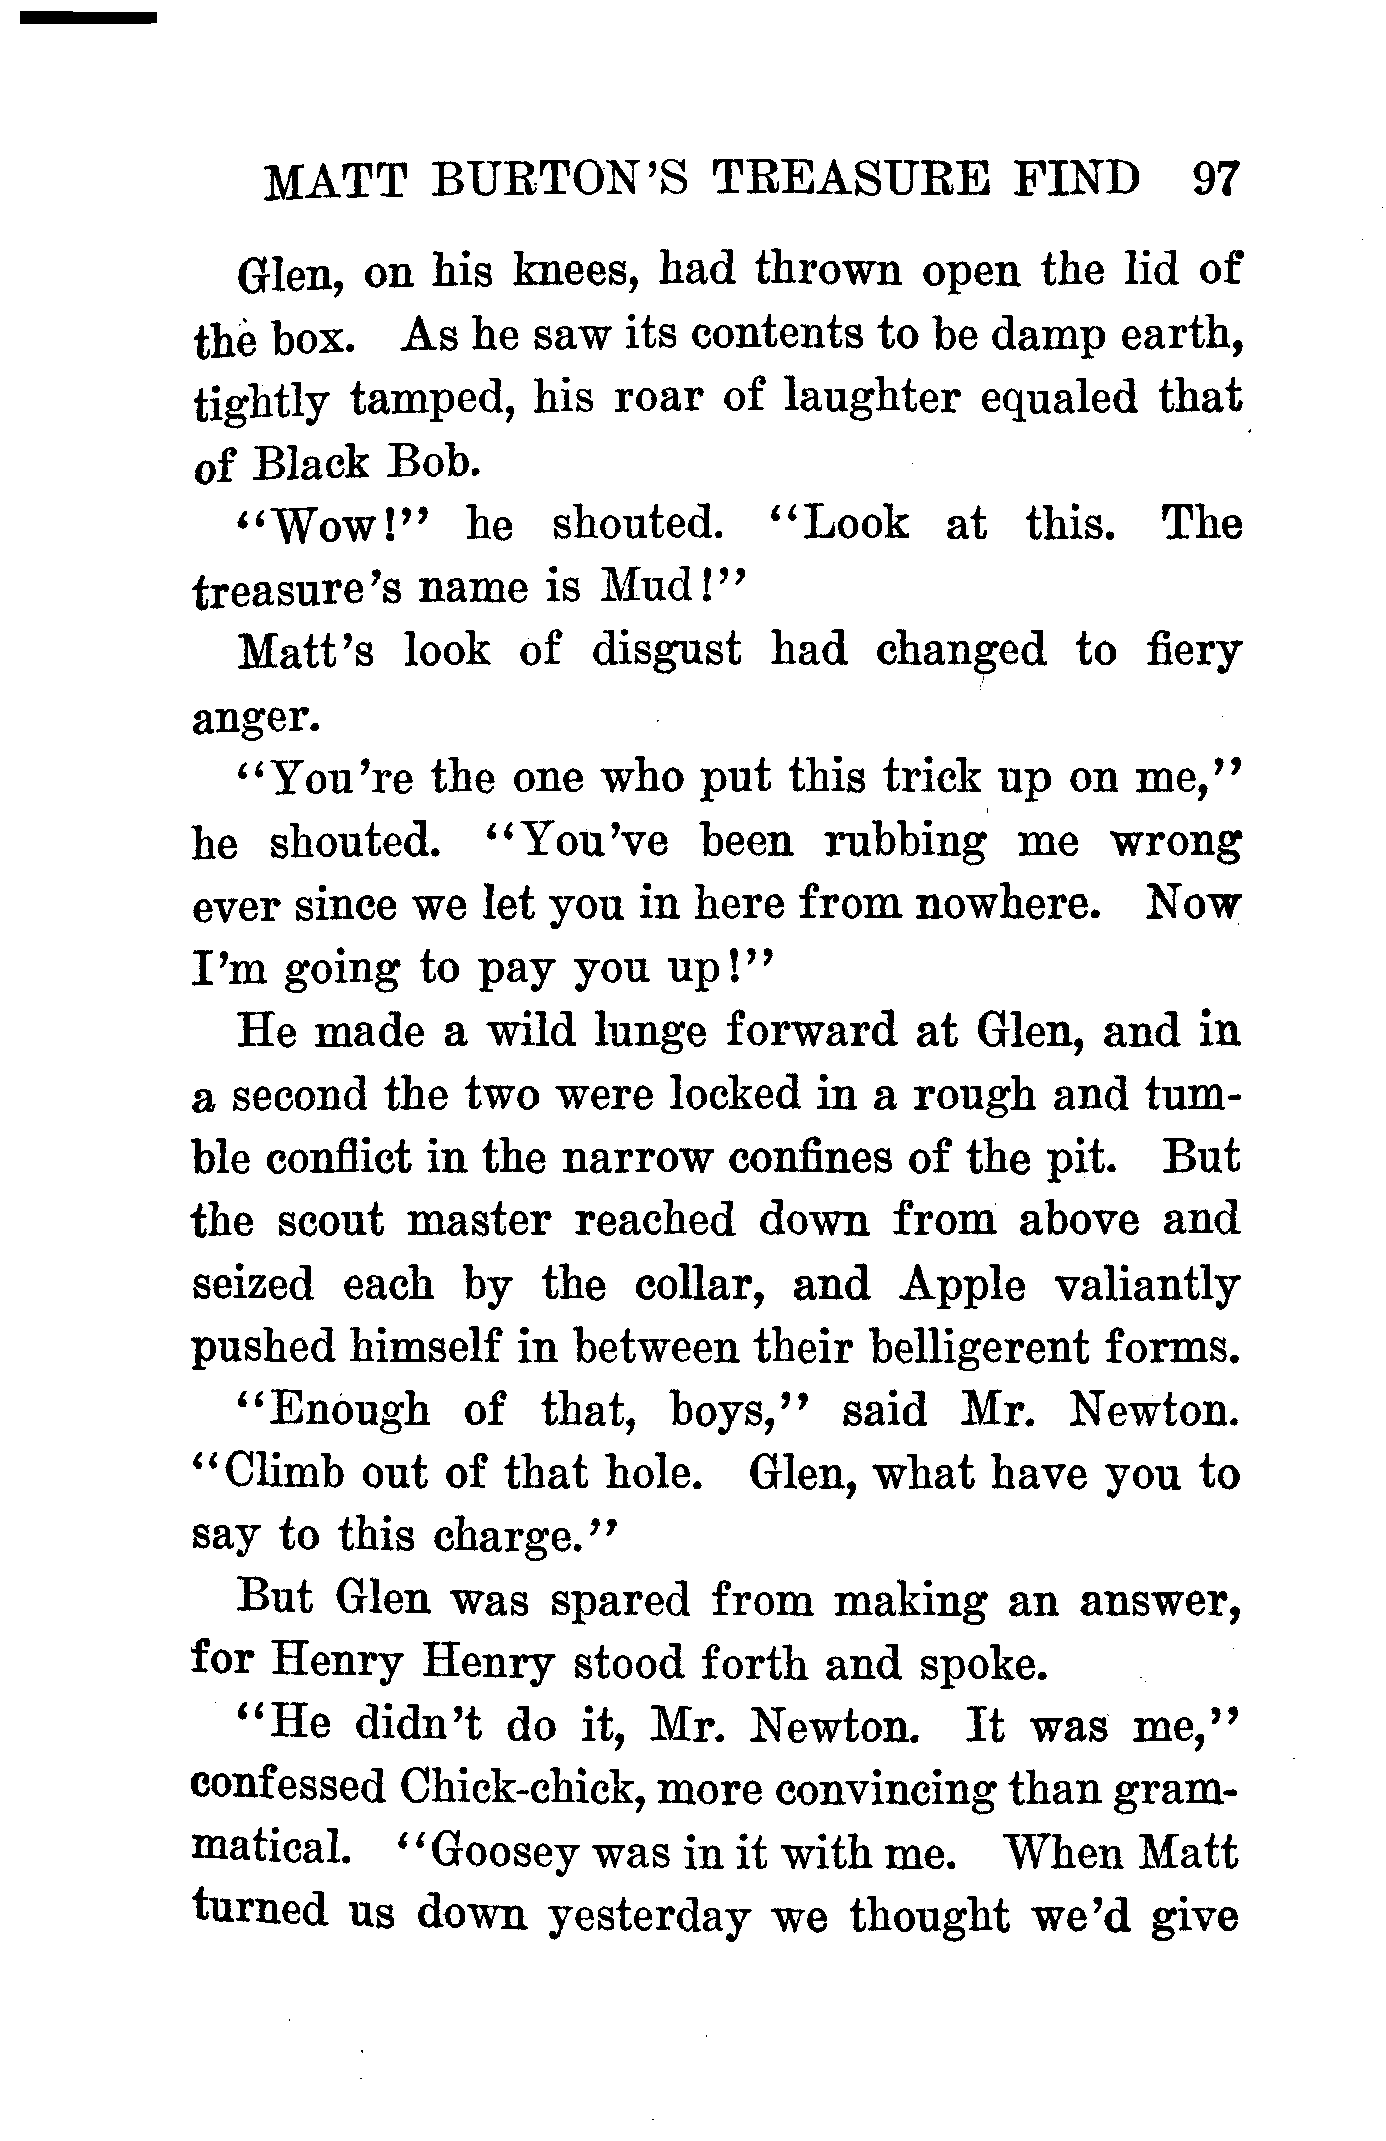 MATT BURTON'S TREASURE FIND 97
Glen, on his knees, had thrown open the lid of
the box. As he saw its contents to be damp earth,
tightly tamped, his roar of laughter equaled that
of Black Bob.
"Wow!" he shouted. "Look at this. The
treasure's name is Mud!"
Matt's look of disgust had changed to fiery
anger.
"You're the one who put this trick up on me,"
he shouted. "You've been rubbing me wrong
ever since we let you in here from nowhere. Now
I'm going to pay you up!"
He made a wild lunge forward at Glen, and in
a second the two were locked in a rough and tum-
ble conflict in the narrow confines of the pit. But
the scout master reached down from above and
seized each by the collar, and Apple valiantly
pushed himself in between their belligerent forms.
"Enough of that, boys," said Mr. Newton.
"Climb out of that hole. Glen, what have you to
say to this charge."
But Glen was spared from making an answer,
for Henry Henry stood forth and spoke.
"He didn't do it, Mr. Newton. It was me,"
confessed Chick-chick, more convincing than gram-
matical. "Goosey was in it with me. When Matt
turned us down yesterday we thought we'd give